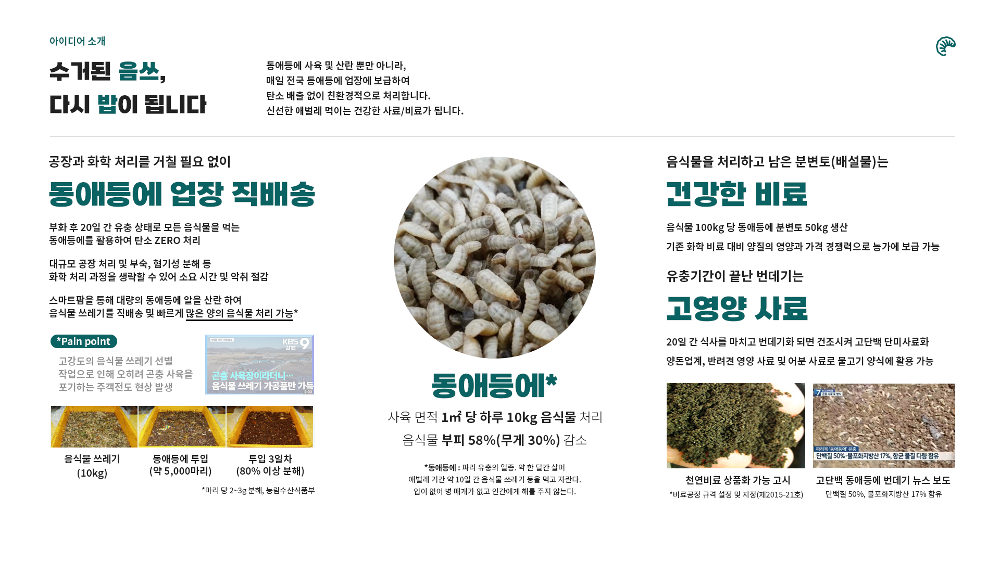 아이디어 소개
수거된 음쓰,
다시 밥이 됩니다
동애등에 사육 및 산란 뿐만 아니라,
매일 전국 동애등에 업장에 보급하여
탄소 배출 없이 친환경적으로 처리합니다.
신선한 애벌레 먹이는 건강한 사료/비료가 됩니다.
공장과 화학 처리를 거칠 필요 없이
동애등에 업장 직배송
부화 후 20일 간 유충 상태로 모든 음식물을 먹는
동애등에를 활용하여 탄소 ZERO 처리
대규모 공장 처리 및 부숙, 혐기성 분해 등
화학 처리 과정을 생략할 수 있어 소요 시간 및 악취 절감
스마트팜을 통해 대량의 동애등에 알을 산란 하여
음식물 쓰레기를 직배송 및 빠르게 많은 양의 음식물 처리 가능*
*Pain point
고강도의 음식물 쓰레기 선별
작업으로 인해 오히려 곤충 사육을
포기하는 주객전도 현상 발생
KBS 9
강원
곤충 사육장이라더니…
음식물 쓰레기 가공품만 가득
2:00
음식물 쓰레기
(10kg)
동애등에 투입
(약 5,000마리)
투입 3일차
(80% 이상 분해)
*마리 당 2~3g 분해, 농림수산식품부
동애등에*
사육 면적 1㎡ 당 하루 10kg 음식물 처리
음식물 부피 58%(무게 30%) 감소
*동애등에 : 파리 유충의 일종. 약 한 달간 살며
애벌레 기간 약 10일 간 음식물 쓰레기 등을 먹고 자란다.
입이 없어 병 매개가 없고 인간에게 해를 주지 않는다.
음식물을 처리하고 남은 분변토(배설물)는
건강한 비료
음식물 100kg 당 동애등에 분변토 50kg 생산
기존 화학 비료 대비 양질의 영양과 가격 경쟁력으로 농가에 보급 가능
유충기간이 끝난 번데기는
고영양 사료
20일 간 식사를 마치고 번데기화 되면 건조시켜 고단백 단미사료화
양돈업계, 반려견 영양 사료 및 어분 사료로 물고기 양식에 활용 가능
파리목 '동애등에' 유충
단백질 50%·불포화지방산 17%, 항균 물질 다량 함유
천연비료 상품화 가능 고시
*비료공정 규격 설정 및 지정(제2015-21호)
고단백 동애등에 번데기 뉴스 보도
단백질 50%, 불포화지방산 17% 함유